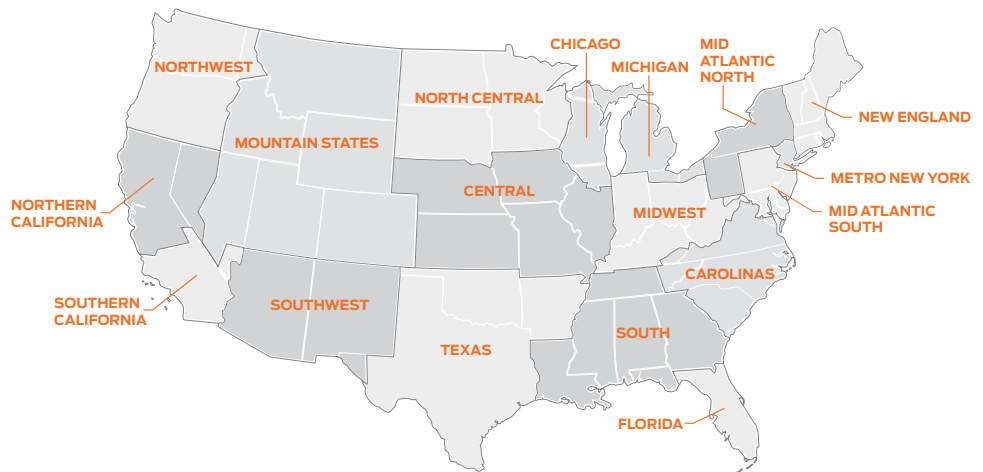 CHICAGO
MID
ATLANTIC
NORTH
NORTHWEST
MICHIGAN
NORTH CENTRAL
NEW ENGLAND
MOUNTAIN STATES
METRO NEW YORK
CENTRAL
NORTHERN
CALIFORNIA
MIDWEST
MID ATLANTIC
SOUTH
CAROLINAS
SOUTHERN
CALIFORNIA
SOUTHWEST
SOUTH
TEXAS
FLORIDA